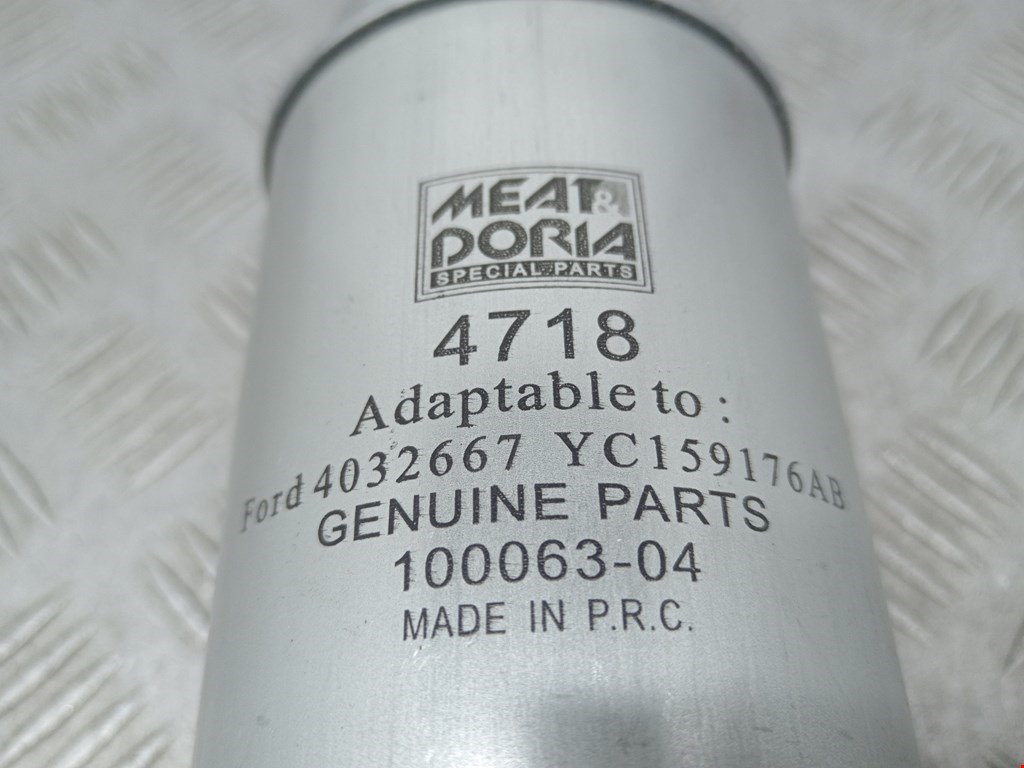 MEAT &
DORIA
SPECIAL PARTS
4718
Adaptable to :
Ford 4032667 YC159176AB
GENUINE PARTS
100063-04
MADE IN P.R.C.